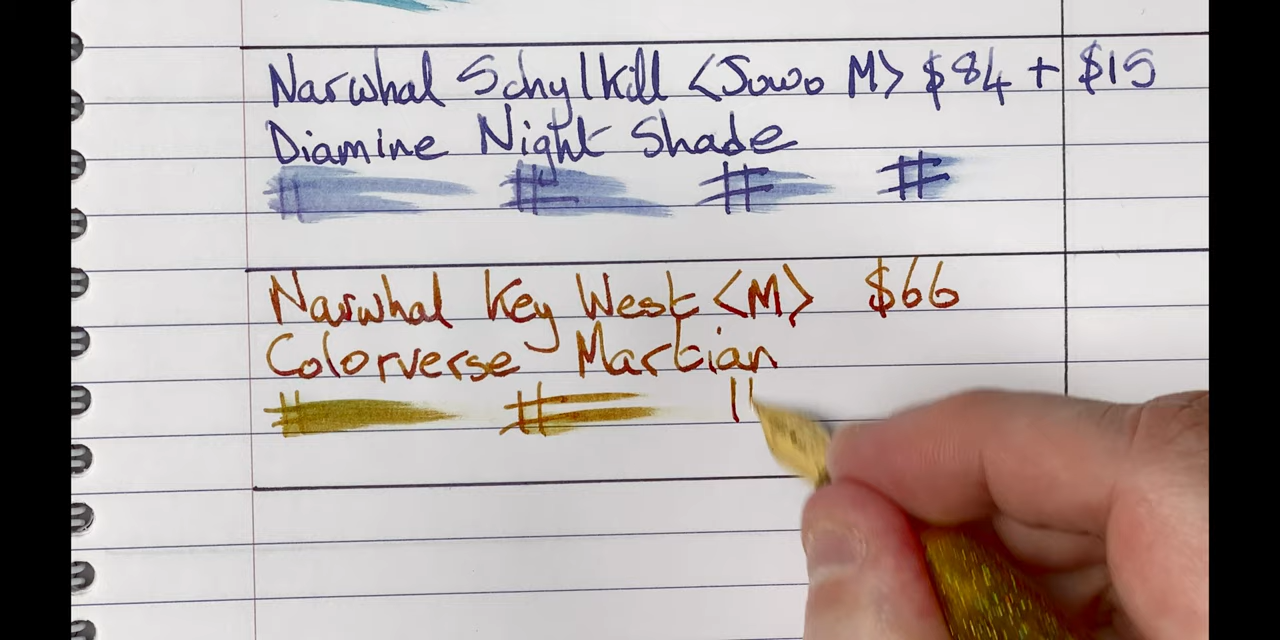 Narwhal Schylkill <Jowo M> $84 + $15
Diamine Night Shade
# # # #
Narwhal Key West <M> $66
Colorverse Martian
# #